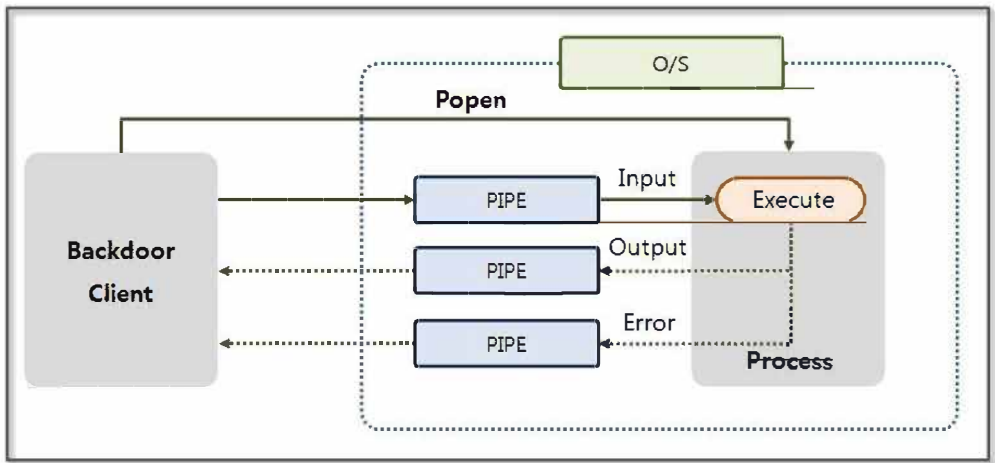 O/S
Popen
Backdoor
Client
PIPE
Input
Execute
PIPE
Output
PIPE
Error
Process